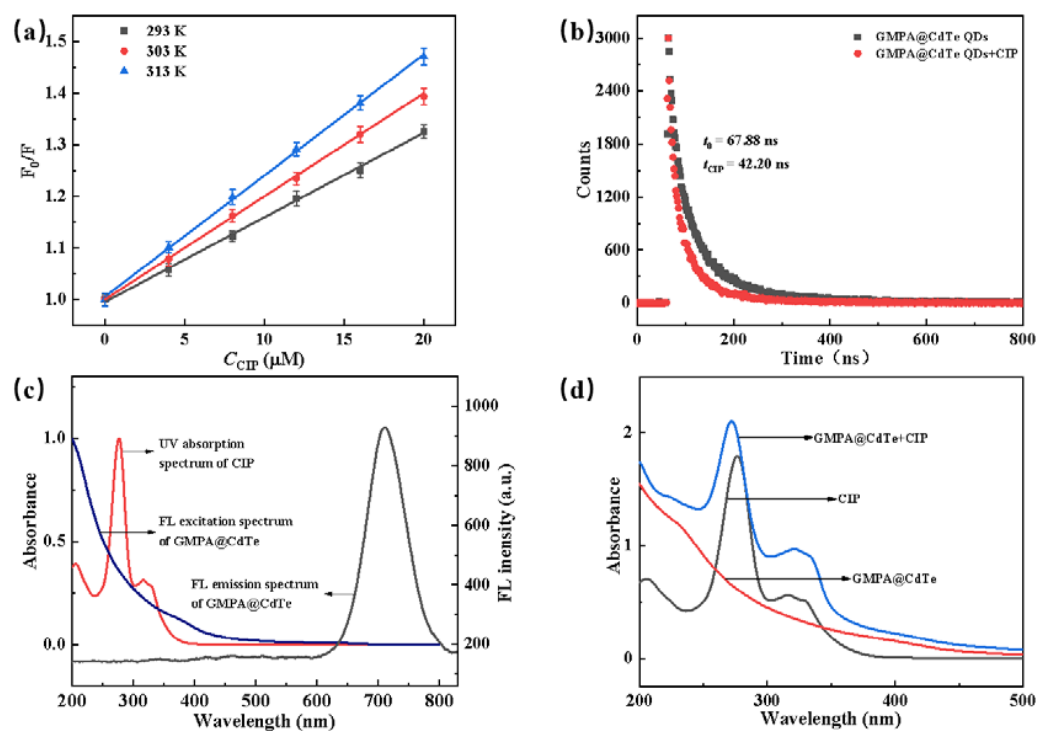 (a)
293 K
303 K
313 K
1.5
1.4
1.3
1.2
1.1
1.0
F₀/F
0
5
10
15
20
C_CIP (μM)
(b)
GMPA@CdTe QDs
GMPA@CdTe QDs+CIP
3000
2400
1800
1200
600
0
Counts
t₀ = 67.88 ns
t_CIP = 42.20 ns
0
200
400
600
800
Time (ns)
(c)
1.0
0.5
0.0
Absorbance
UV absorption
spectrum of CIP
FL excitation spectrum
of GMPA@CdTe
FL emission spectrum
of GMPA@CdTe
1000
800
600
400
200
FL inensity (a.u.)
200
300
400
500
600
700
800
Wavelength (nm)
(d)
2
1
0
Absorbance
GMPA@CdTe+CIP
CIP
GMPA@CdTe
200
300
400
500
Wavelength (nm)